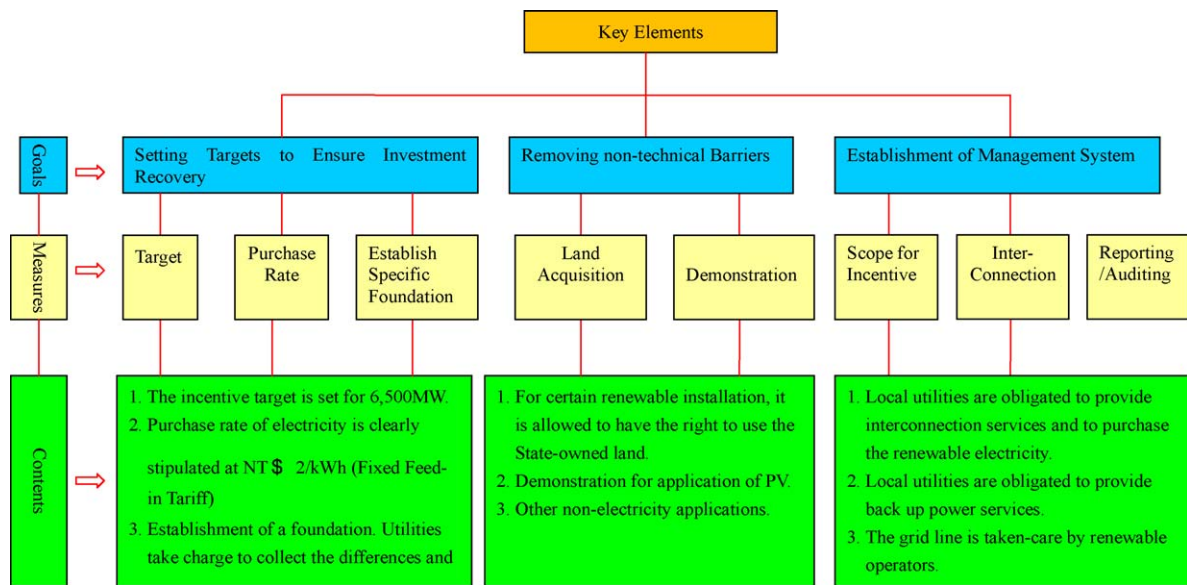 Key Elements
Goals
Setting Targets to Ensure Investment
Recovery
Removing non-technical Barriers
Establishment of Management System
Measures
Target
Purchase
Rate
Establish
Specific
Foundation
Land
Acquisition
Demonstration
Scope for
Incentive
Inter-
Connection
Reporting
/Auditing
Contents
1. The incentive target is set for 6,500MW.
2. Purchase rate of electricity is clearly
stipulated at NT$ 2/kWh (Fixed Feed-
in Tariff)
3. Establishment of a foundation. Utilities
take charge to collect the differences and
1. For certain renewable installation, it
is allowed to have the right to use the
State-owned land.
2. Demonstration for application of PV.
3. Other non-electricity applications.
1. Local utilities are obligated to provide
interconnection services and to purchase
the renewable electricity.
2. Local utilities are obligated to provide
back up power services.
3. The grid line is taken-care by renewable
operators.